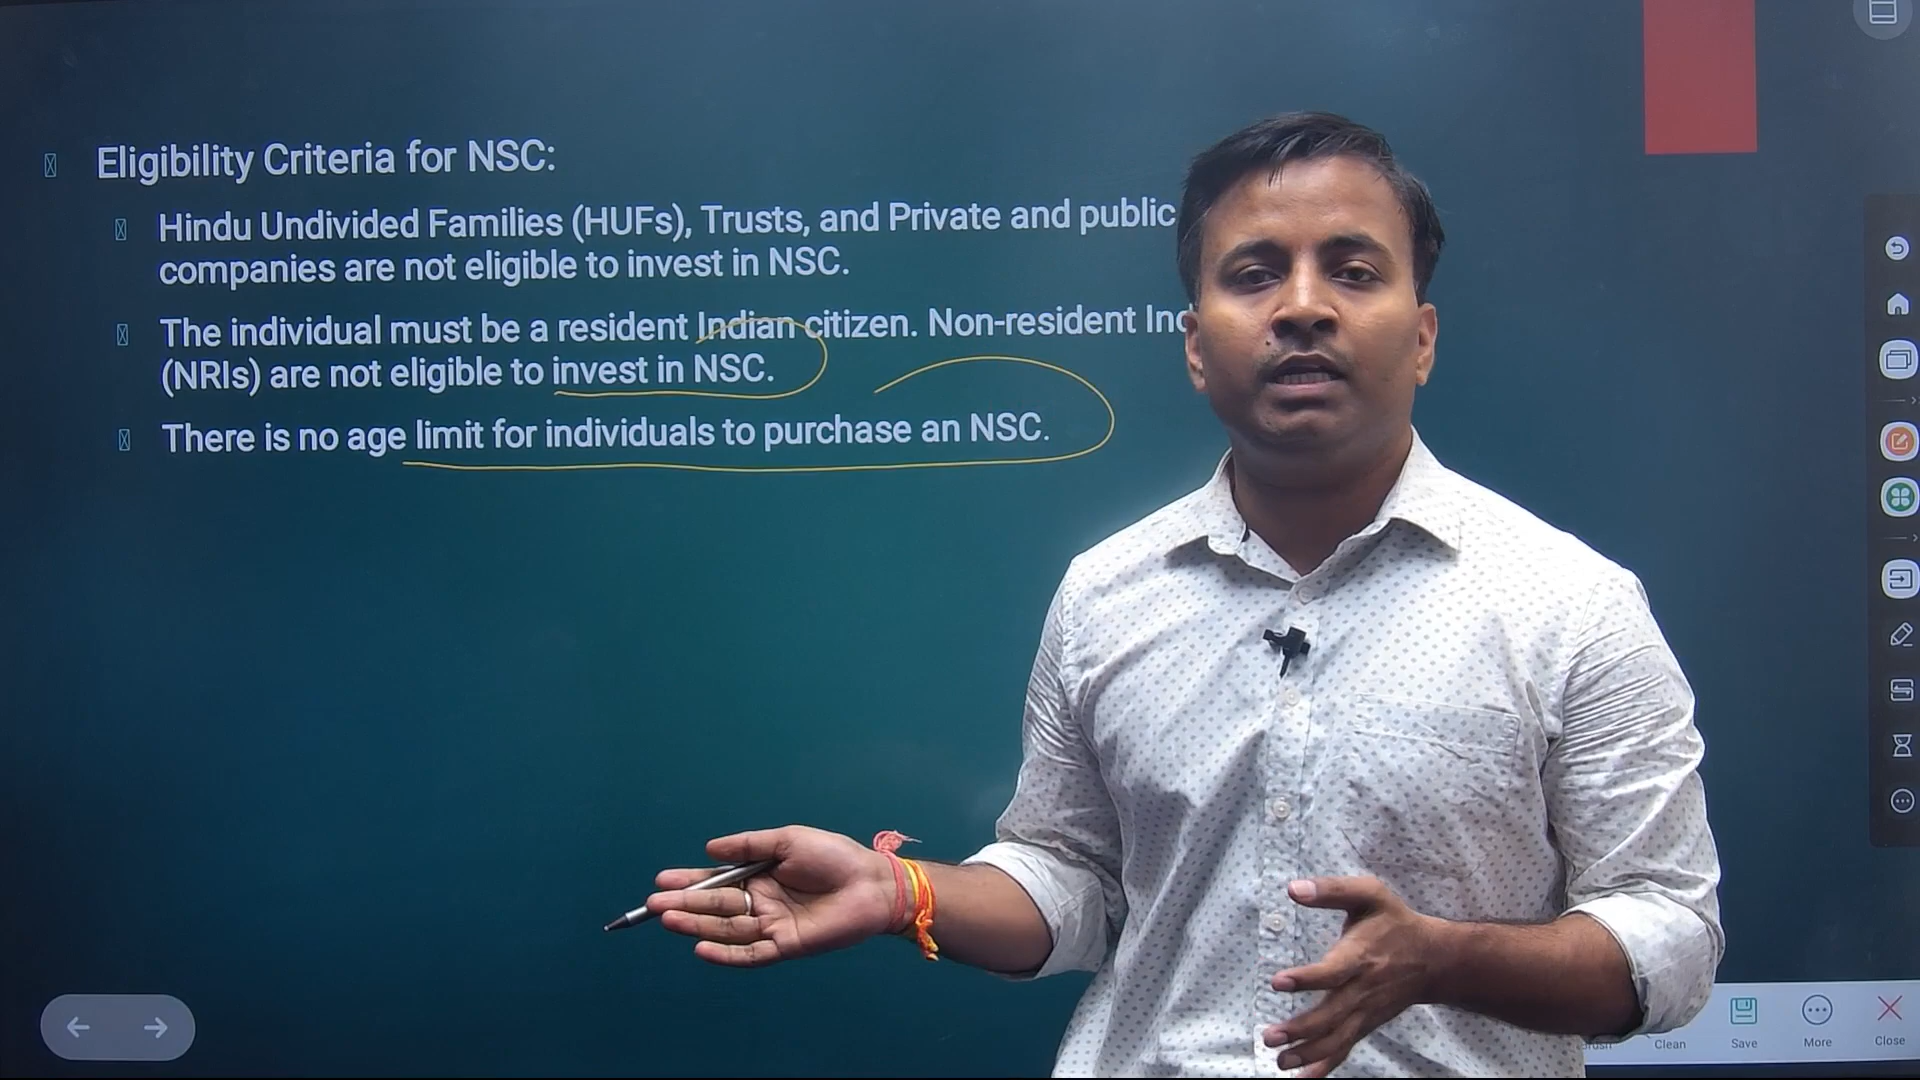 Eligibility Criteria for NSC:
Hindu Undivided Families (HUFs), Trusts, and Private and public
companies are not eligible to invest in NSC.
The individual must be a resident Indian citizen. Non-resident
(NRIs) are not eligible to invest in NSC.
There is no age limit for individuals to purchase an NSC.
Clean
Save
More
Close